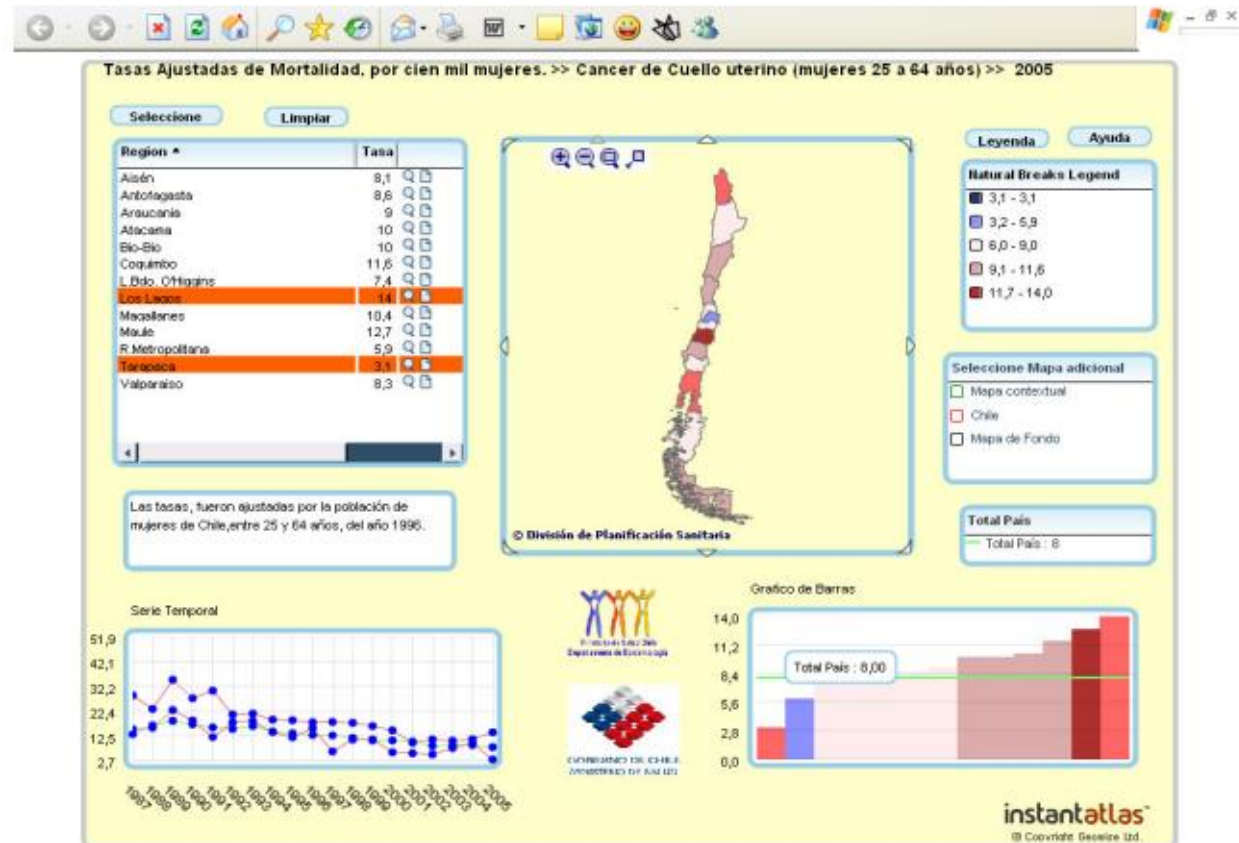 Tasas Ajustadas de Mortalidad, por cien mil mujeres. >> Cancer de Cuello uterino (mujeres 25 a 64 años) >> 2005
Seleccione
Limpiar
Region
Tasa
Aisén 8,1
Antofagasta 8,6
Araucania 9
Atacama 10
Bio-Bio 10
Coquimbo 11,6
L.Bdo. O'Higgins 7,4
Los Lagos 14
Magallanes 10,4
Maule 12,7
R.Metropolitana 5,9
Tarapaca 3,1
Valparaiso 8,3
Las tasas, fueron ajustadas por la población de
mujeres de Chile,entre 25 y 64 años, del año 1996.
© División de Planificación Sanitaria
Leyenda
Ayuda
Natural Breaks Legend
3,1 - 3,1
3,2 - 5,9
6,0 - 9,0
9,1 - 11,6
11,7 - 14,0
Seleccione Mapa adicional
Mapa contextual
Chile
Mapa de Fondo
Total País
Total País : 8
Serie Temporal
51,9
42,1
32,2
22,4
12,5
2,7
1987 1988 1989 1990 1991 1992 1993 1994 1995 1996 1997 1998 1999 2000 2001 2002 2003 2004 2005
GOBIERNO DE CHILE
MINISTERIO DE SALUD
Grafico de Barras
14,0
11,2
8,4
5,6
2,8
0,0
Total País : 8,00
instantatlas
© Copyright Geowise Ltd.